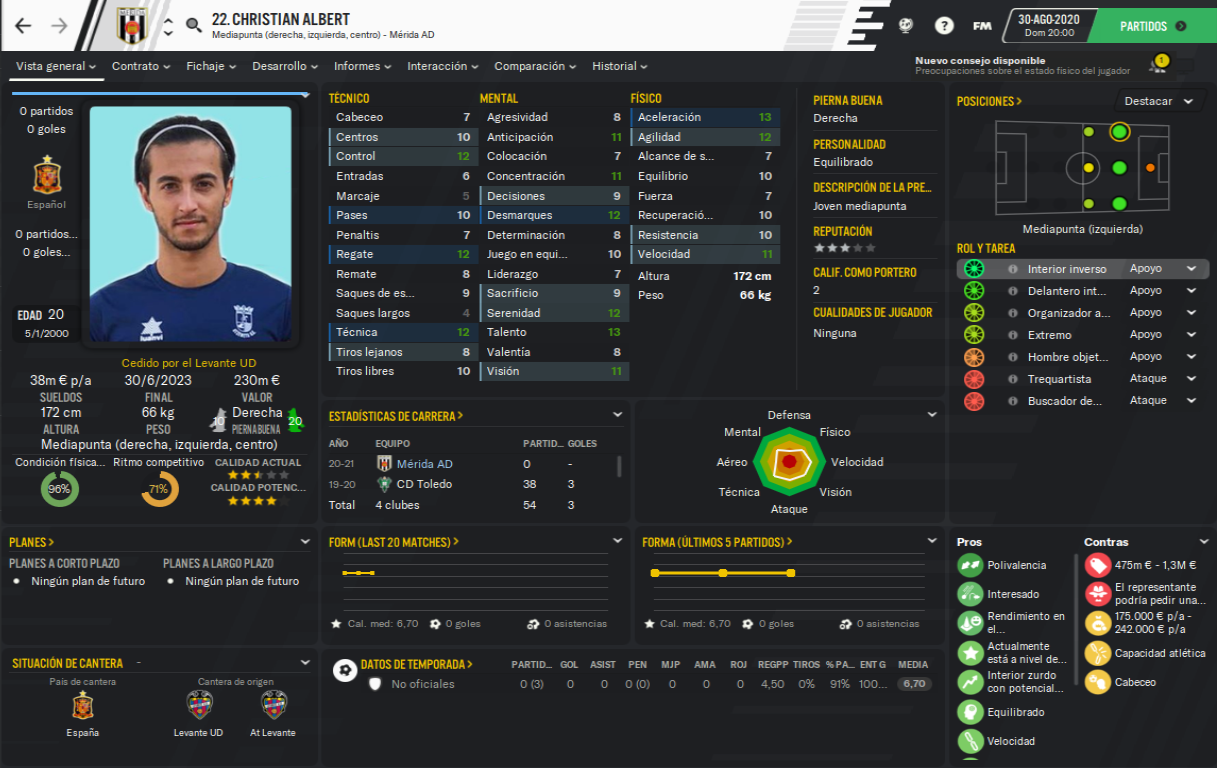 22. CHRISTIAN ALBERT
Mediapunta (derecha, izquierda, centro) - Mérida AD
?
FM
30-AGO-2020
Dom 20:00
PARTIDOS
Vista general
Contrato
Fichaje
Desarrollo
Informes
Interacción
Comparación
Historial
Nuevo consejo disponible
Preocupaciones sobre el estado físico del jugador
1
0 partidos
0 goles
Español
0 partidos...
0 goles...
EDAD 20
5/1/2000
Cedido por el Levante UD
38m € p/a
SUELDOS
30/6/2023
FINAL
230m €
VALOR
172 cm
ALTURA
66 kg
PESO
10
Derecha
PIERNA BUENA
20
Mediapunta (derecha, izquierda, centro)
Condición física...
96%
Ritmo competitivo
71%
CALIDAD ACTUAL
CALIDAD POTENC...
TÉCNICO
Cabeceo 7
Centros 10
Control 12
Entradas 6
Marcaje 5
Pases 10
Penaltis 7
Regate 12
Remate 8
Saques de es... 9
Saques largos 4
Técnica 12
Tiros lejanos 8
Tiros libres 10
MENTAL
Agresividad 8
Anticipación 11
Colocación 7
Concentración 11
Decisiones 9
Desmarques 12
Determinación 8
Juego en equi... 10
Liderazgo 7
Sacrificio 9
Serenidad 12
Talento 13
Valentía 8
Visión 11
FÍSICO
Aceleración 13
Agilidad 12
Alcance de s... 7
Equilibrio 10
Fuerza 7
Recuperació... 10
Resistencia 10
Velocidad 11
Altura 172 cm
Peso 66 kg
PIERNA BUENA
Derecha
PERSONALIDAD
Equilibrado
DESCRIPCIÓN DE LA PRE...
Joven mediapunta
REPUTACIÓN
CALIF. COMO PORTERO
2
CUALIDADES DE JUGADOR
Ninguna
POSICIONES >
Destacar
Mediapunta (izquierda)
ROL Y TAREA
Interior inverso Apoyo
Delantero int... Apoyo
Organizador a... Apoyo
Extremo Apoyo
Hombre objet... Apoyo
Trequartista Ataque
Buscador de... Ataque
ESTADÍSTICAS DE CARRERA >
AÑO EQUIPO PARTID... GOLES
20-21 Mérida AD 0 -
19-20 CD Toledo 38 3
Total 4 clubes 54 3
Defensa
Mental Físico
Aéreo Velocidad
Técnica Visión
Ataque
PLANES >
PLANES A CORTO PLAZO
Ningún plan de futuro
PLANES A LARGO PLAZO
Ningún plan de futuro
FORM (LAST 20 MATCHES) >
Cal. med: 6,70 0 goles 0 asistencias
FORMA (ÚLTIMOS 5 PARTIDOS) >
Cal. med: 6,70 0 goles 0 asistencias
Pros
Polivalencia
Interesado
Rendimiento en
el...
Actualmente
está a nivel de...
Interior zurdo
con potencial...
Equilibrado
Velocidad
Contras
475m € - 1,3M €
El representante
podría pedir una...
175.000 € p/a -
242.000 € p/a
Capacidad atlética
Cabeceo
SITUACIÓN DE CANTERA -
País de cantera
España
Cantera de origen
Levante UD
At Levante
DATOS DE TEMPORADA >
PARTID... GOL ASIST PEN MJP AMA ROJ REGPP TIROS % PA... ENT G MEDIA
No oficiales 0 (3) 0 0 0 (0) 0 0 0 4,50 0% 91% 100... 6,70